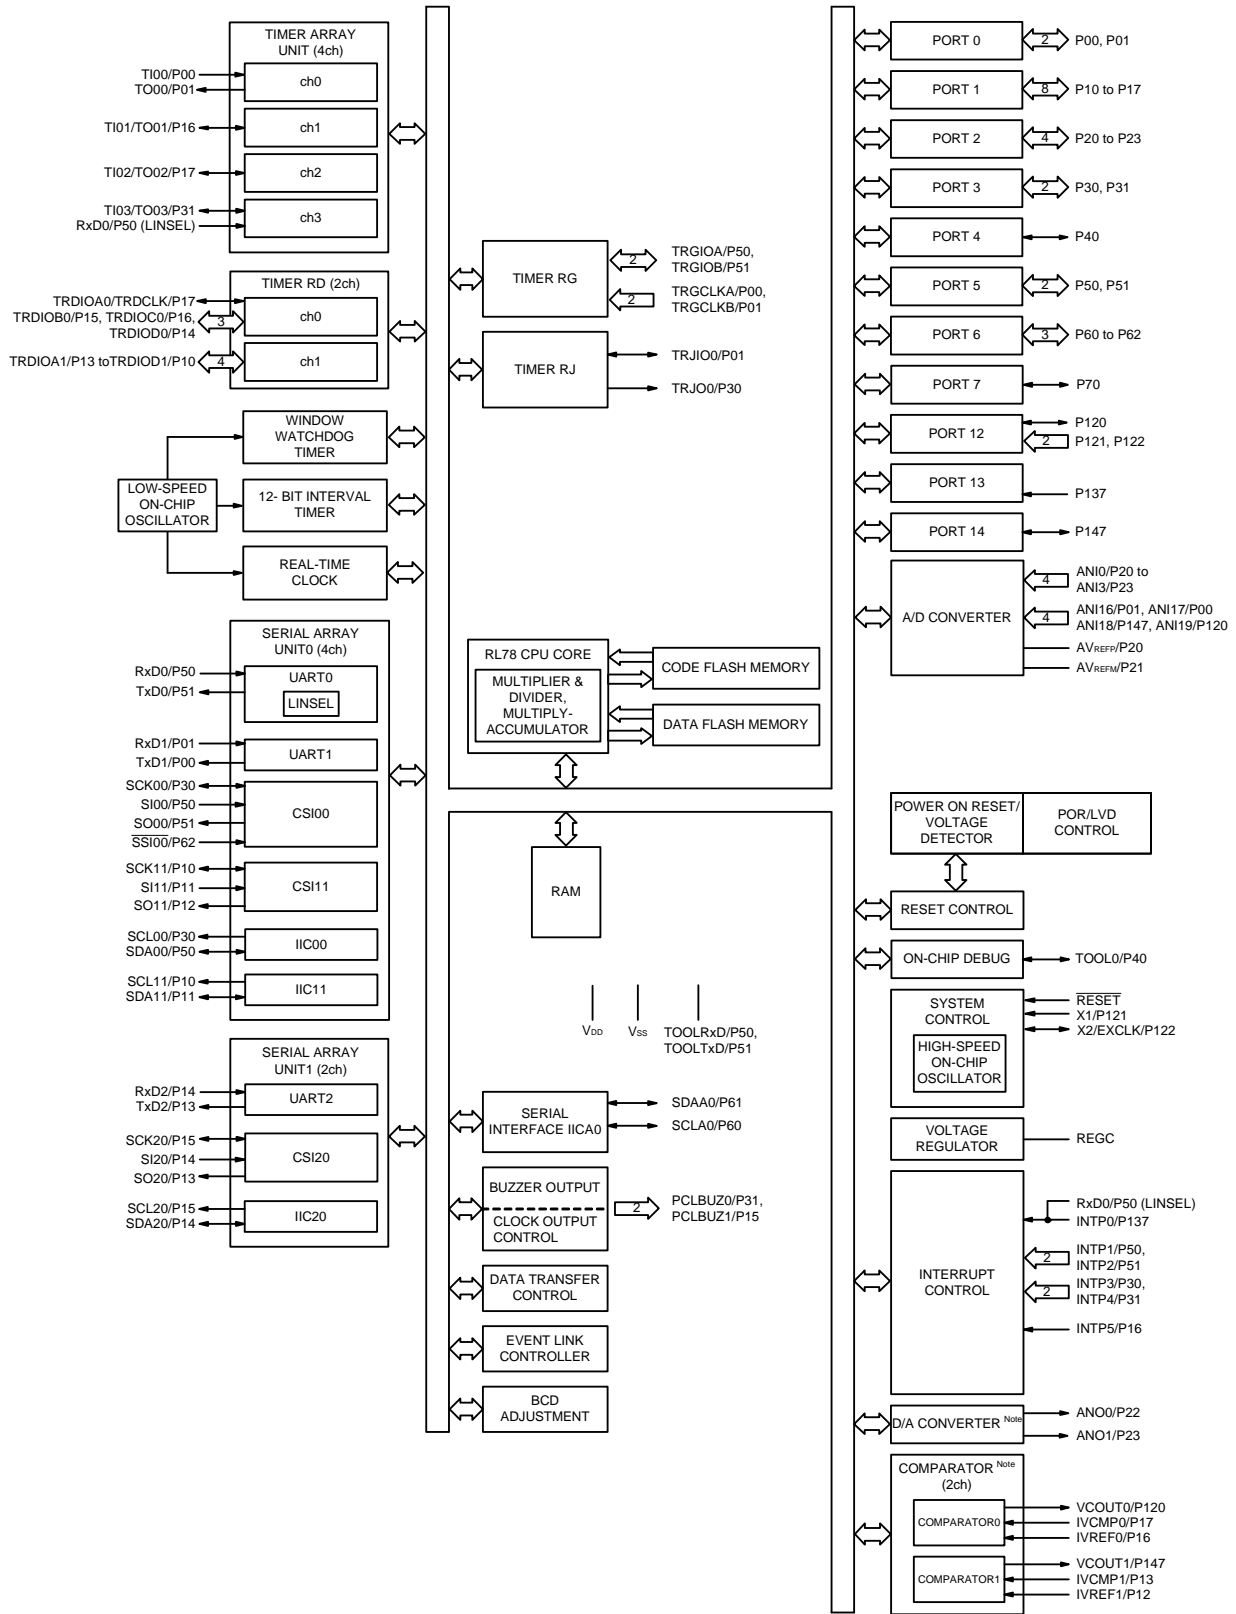 TIMER ARRAY
UNIT (4ch)
TI00/P00
TO00/P01
ch0
TI01/TO01/P16
ch1
TI02/TO02/P17
ch2
TI03/TO03/P31
RxD0/P50 (LINSEL)
ch3
TIMER RD (2ch)
TRDIOA0/TRDCLK/P17
TRDIOB0/P15, TRDIOC0/P16,
TRDIOD0/P14
3
ch0
TRDIOA1/P13 toTRDIOD1/P10
4
ch1
WINDOW
WATCHDOG
TIMER
LOW-SPEED
ON-CHIP
OSCILLATOR
12- BIT INTERVAL
TIMER
REAL-TIME
CLOCK
SERIAL ARRAY
UNIT0 (4ch)
RxD0/P50
TxD0/P51
UART0
LINSEL
RxD1/P01
TxD1/P00
UART1
SCK00/P30
SI00/P50
SO00/P51
SSI00/P62
CSI00
SCK11/P10
SI11/P11
SO11/P12
CSI11
SCL00/P30
SDA00/P50
IIC00
SCL11/P10
SDA11/P11
IIC11
SERIAL ARRAY
UNIT1 (2ch)
RxD2/P14
TxD2/P13
UART2
SCK20/P15
SI20/P14
SO20/P13
CSI20
SCL20/P15
SDA20/P14
IIC20
TIMER RG
2
TRGIOA/P50,
TRGIOB/P51
2
TRGCLKA/P00,
TRGCLKB/P01
TIMER RJ
TRJIO0/P01
TRJO0/P30
RL78 CPU CORE
MULTIPLIER &
DIVIDER,
MULTIPLY-
ACCUMULATOR
CODE FLASH MEMORY
DATA FLASH MEMORY
RAM
VDD
VSS
TOOLRxD/P50,
TOOLTxD/P51
SERIAL
INTERFACE IICA0
SDAA0/P61
SCLA0/P60
BUZZER OUTPUT
CLOCK OUTPUT
CONTROL
2
PCLBUZ0/P31,
PCLBUZ1/P15
DATA TRANSFER
CONTROL
EVENT LINK
CONTROLLER
BCD
ADJUSTMENT
PORT 0
2
P00, P01
PORT 1
8
P10 to P17
PORT 2
4
P20 to P23
PORT 3
2
P30, P31
PORT 4
P40
PORT 5
2
P50, P51
PORT 6
3
P60 to P62
PORT 7
P70
PORT 12
P120
2
P121, P122
PORT 13
P137
PORT 14
P147
A/D CONVERTER
4
ANI0/P20 to
ANI3/P23
4
ANI16/P01, ANI17/P00
ANI18/P147, ANI19/P120
AVREFP/P20
AVREFM/P21
POWER ON RESET/
VOLTAGE
DETECTOR
POR/LVD
CONTROL
RESET CONTROL
ON-CHIP DEBUG
TOOL0/P40
SYSTEM
CONTROL
HIGH-SPEED
ON-CHIP
OSCILLATOR
RESET
X1/P121
X2/EXCLK/P122
VOLTAGE
REGULATOR
REGC
INTERRUPT
CONTROL
RxD0/P50 (LINSEL)
INTP0/P137
2
INTP1/P50,
INTP2/P51
2
INTP3/P30,
INTP4/P31
INTP5/P16
D/A CONVERTER Note
ANO0/P22
ANO1/P23
COMPARATOR Note
(2ch)
COMPARATOR0
VCOUT0/P120
IVCMP0/P17
IVREF0/P16
COMPARATOR1
VCOUT1/P147
IVCMP1/P13
IVREF1/P12